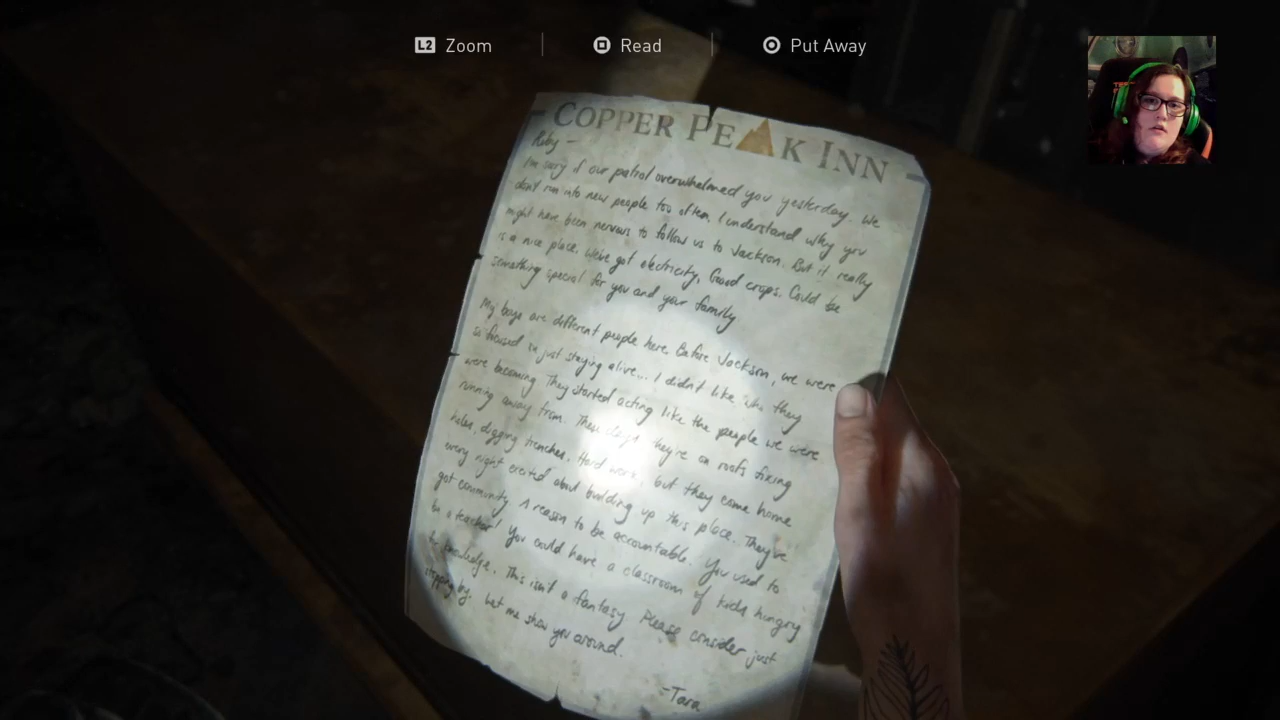 L2 Zoom Read Put Away
COPPER PEAK INN
Ruby -
I'm sorry if our patrol overwhelmed you yesterday. We
don't run into new people too often. I understand why you
might have been nervous to follow us to Jackson. But it really
is a nice place. We've got electricity, Good crops. Could be
something special for you and your family
My boys are different people here. Before Jackson, we were
so focused on just staying alive... I didn't like who they
were becoming. They started acting like the people we were
running away from. These days they're on roofs fixing
holes, digging trenches. Hard work, but they come home
every night excited about building up this place. They've
got community. A reason to be accountable. You used to
be a teacher! You could have a classroom of kids hungry
for knowledge. This isn't a fantasy. Please consider just
stopping by. Let me show you around.
-Tara